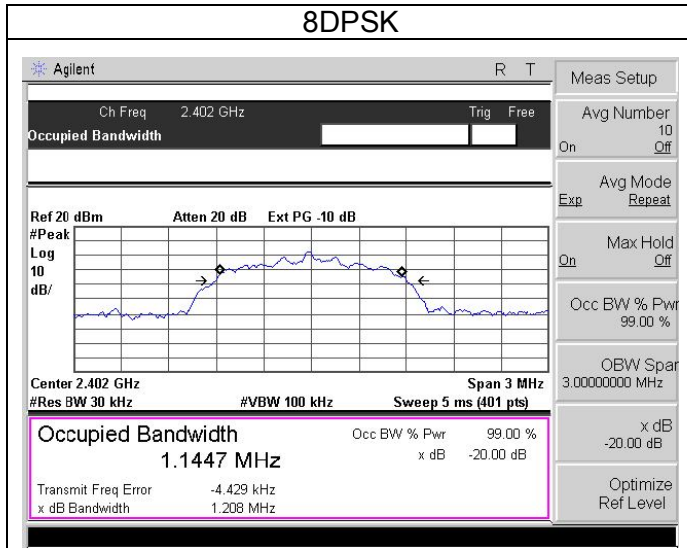 8DPSK
Agilent R T
Ch Freq 2.402 GHz Trig Free
Occupied Bandwidth
Ref 20 dBm Atten 20 dB Ext PG -10 dB
#Peak
Log
10
dB/
Center 2.402 GHz Span 3 MHz
#Res BW 30 kHz #VBW 100 kHz Sweep 5 ms (401 pts)
Occupied Bandwidth Occ BW % Pwr 99.00 %
1.1447 MHz x dB -20.00 dB
Transmit Freq Error -4.429 kHz
x dB Bandwidth 1.208 MHz
Meas Setup
Avg Number
10
On Off
Avg Mode
Exp Repeat
Max Hold
On Off
Occ BW % Pwr
99.00 %
OBW Span
3.00000000 MHz
x dB
-20.00 dB
Optimize
Ref Level